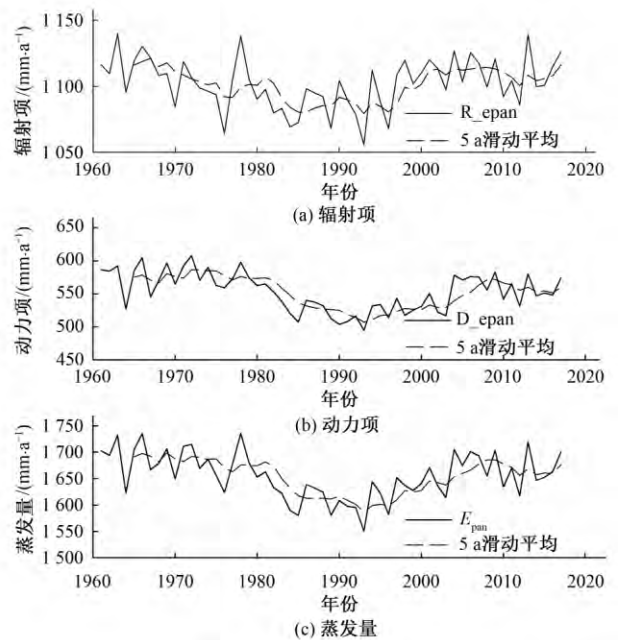 1 150
1 100
1 050
辐射项/(mm·a⁻¹)
R_epan
5 a滑动平均
1960 1970 1980 1990 2000 2010 2020
年份
(a) 辐射项
650
600
550
500
450
动力项/(mm·a⁻¹)
D_epan
5 a滑动平均
1960 1970 1980 1990 2000 2010 2020
年份
(b) 动力项
1 750
1 700
1 650
1 600
1 550
1 500
蒸发量/(mm·a⁻¹)
E_pan
5 a滑动平均
1960 1970 1980 1990 2000 2010 2020
年份
(c) 蒸发量